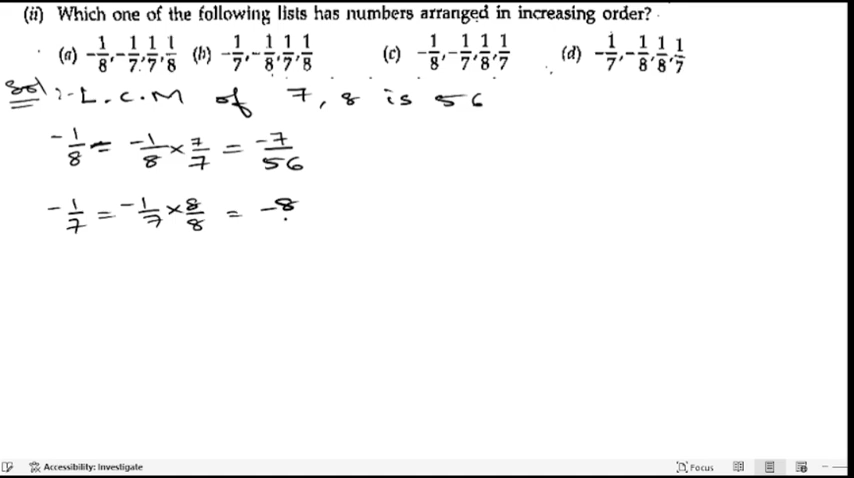 (ii) Which one of the following lists has numbers arranged in increasing order?
(a) -1/8, -1/7, 1/7, 1/8 (b) -1/7, -1/8, 1/7, 1/8 (c) -1/8, -1/7, 1/8, 1/7 (d) -1/7, -1/8, 1/8, 1/7
Sol :- L.C.M of 7, 8 is 56
-1/8 = -1/8 × 7/7 = -7/56
-1/7 = -1/7 × 8/8 = -8
Accessibility: Investigate
Focus